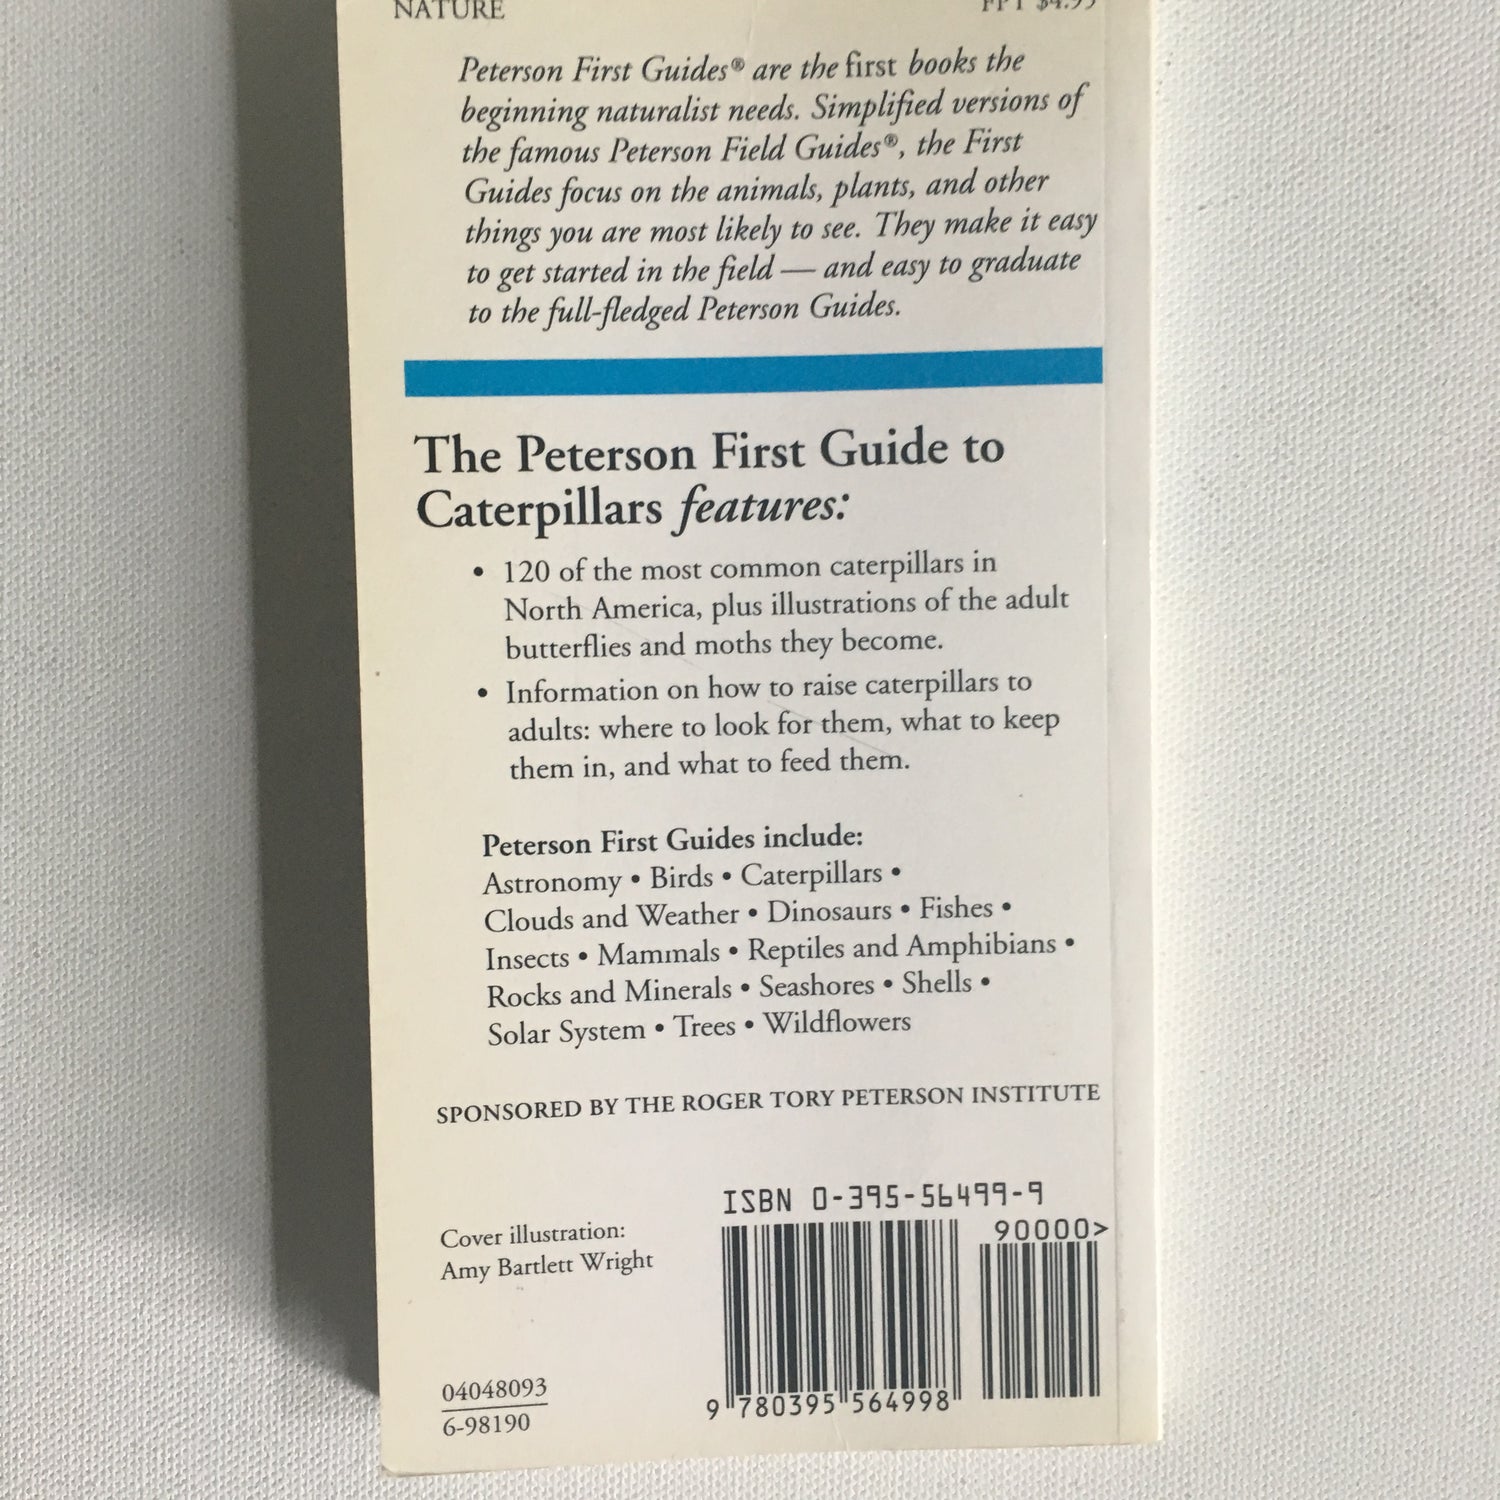 NATURE FPT $4.95
Peterson First Guides® are the first books the
beginning naturalist needs. Simplified versions of
the famous Peterson Field Guides®, the First
Guides focus on the animals, plants, and other
things you are most likely to see. They make it easy
to get started in the field — and easy to graduate
to the full-fledged Peterson Guides.
The Peterson First Guide to
Caterpillars features:
• 120 of the most common caterpillars in
North America, plus illustrations of the adult
butterflies and moths they become.
• Information on how to raise caterpillars to
adults: where to look for them, what to keep
them in, and what to feed them.
Peterson First Guides include:
Astronomy • Birds • Caterpillars •
Clouds and Weather • Dinosaurs • Fishes •
Insects • Mammals • Reptiles and Amphibians •
Rocks and Minerals • Seashores • Shells •
Solar System • Trees • Wildflowers
SPONSORED BY THE ROGER TORY PETERSON INSTITUTE
ISBN 0-395-56499-9
90000>
Cover illustration:
Amy Bartlett Wright
9 780395 564998
04048093
6-98190